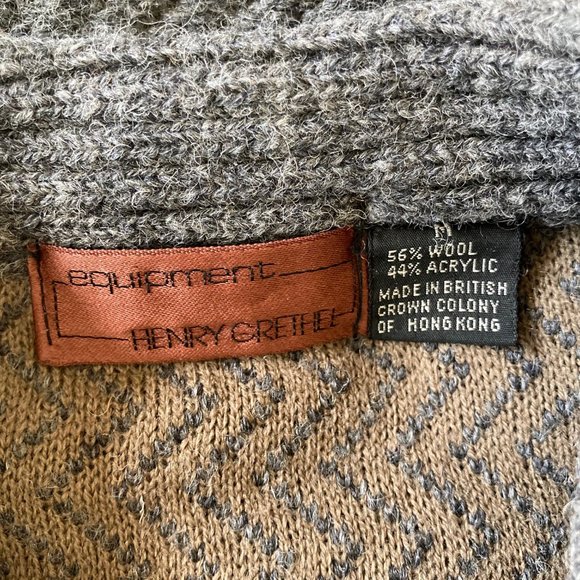 equipment
HENRY GRETHEL
M
56% WOOL
44% ACRYLIC
MADE IN BRITISH
CROWN COLONY
OF HONG KONG